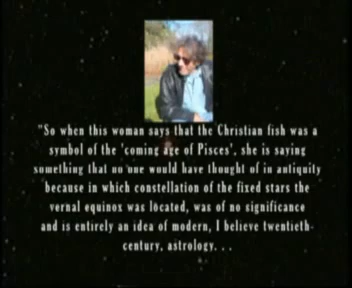 "So when this woman says that the Christian fish was a
symbol of the 'coming age of Pisces', she is saying
something that no one would have thought of in antiquity
because in which constellation of the fixed stars the
vernal equinox was located, was of no significance
and is entirely an idea of modern, I believe twentieth-
century, astrology. . .